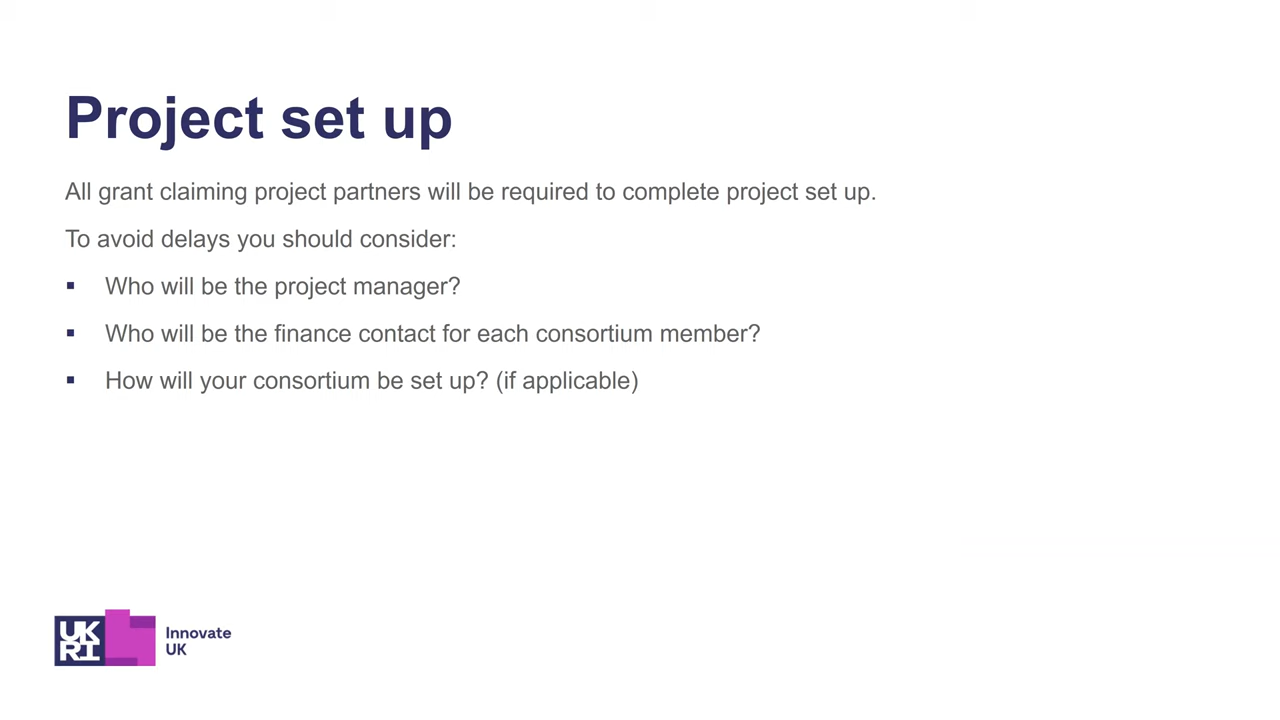 Project set up
All grant claiming project partners will be required to complete project set up.
To avoid delays you should consider:
▪ Who will be the project manager?
▪ Who will be the finance contact for each consortium member?
▪ How will your consortium be set up? (if applicable)
UK
RI
Innovate
UK